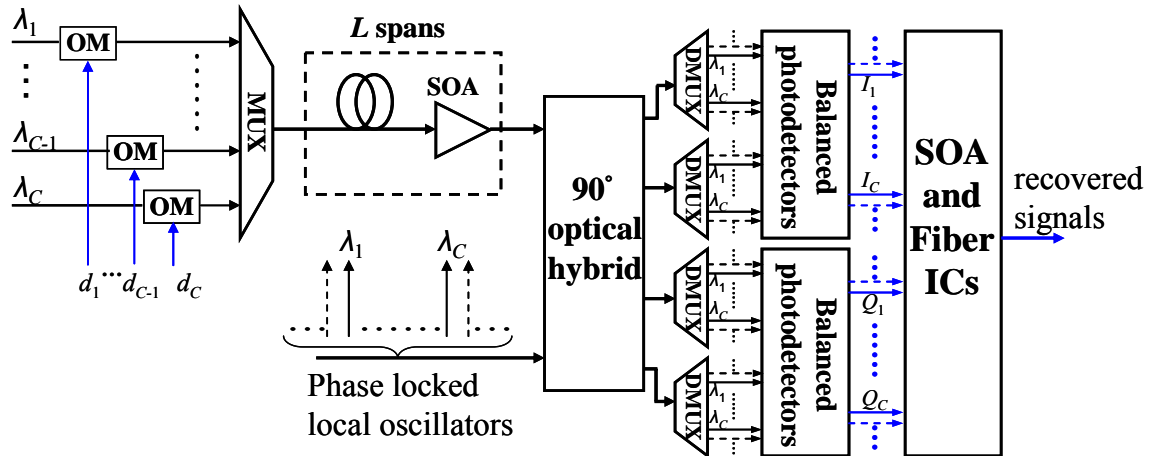 λ1
OM
λC-1
OM
λC
OM
d1 ··· dC-1 dC
MUX
L spans
SOA
λ1
λC
Phase locked
local oscillators
90°
optical
hybrid
DMUX
λ1
λC
DMUX
λ1
λC
DMUX
λ1
λC
DMUX
λ1
λC
Balanced
photodetectors
Balanced
photodetectors
I1
IC
Q1
QC
SOA
and
Fiber
ICs
recovered
signals